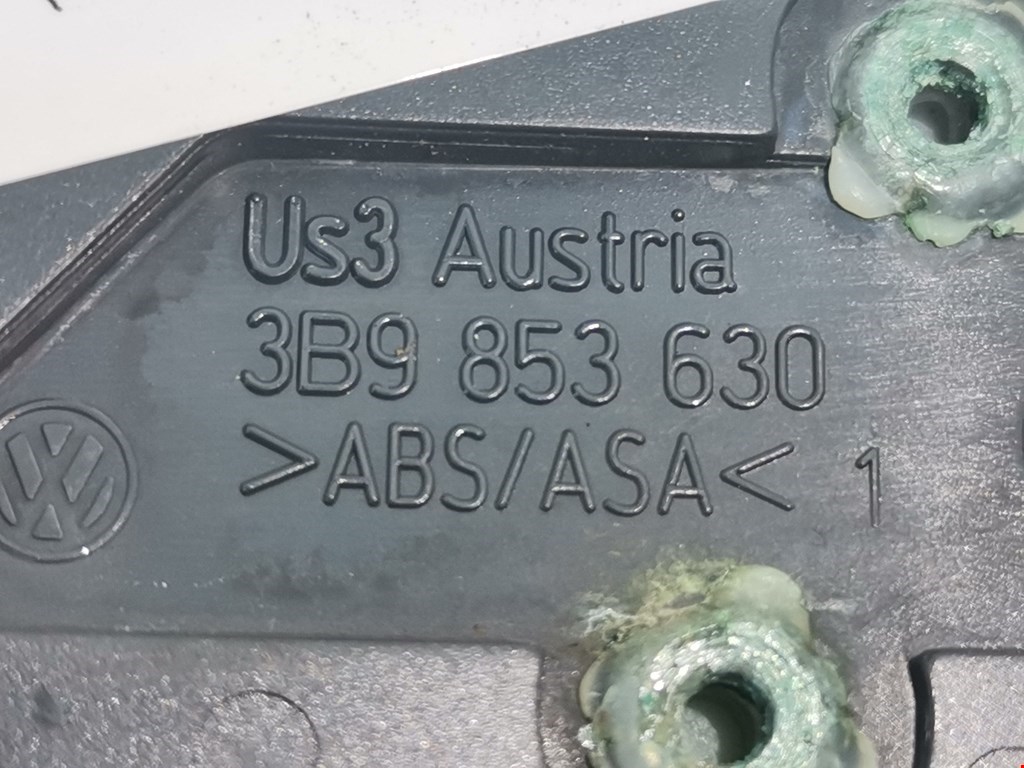 Us3 Austria
3B9 853 630
>ABS/ASA< 1